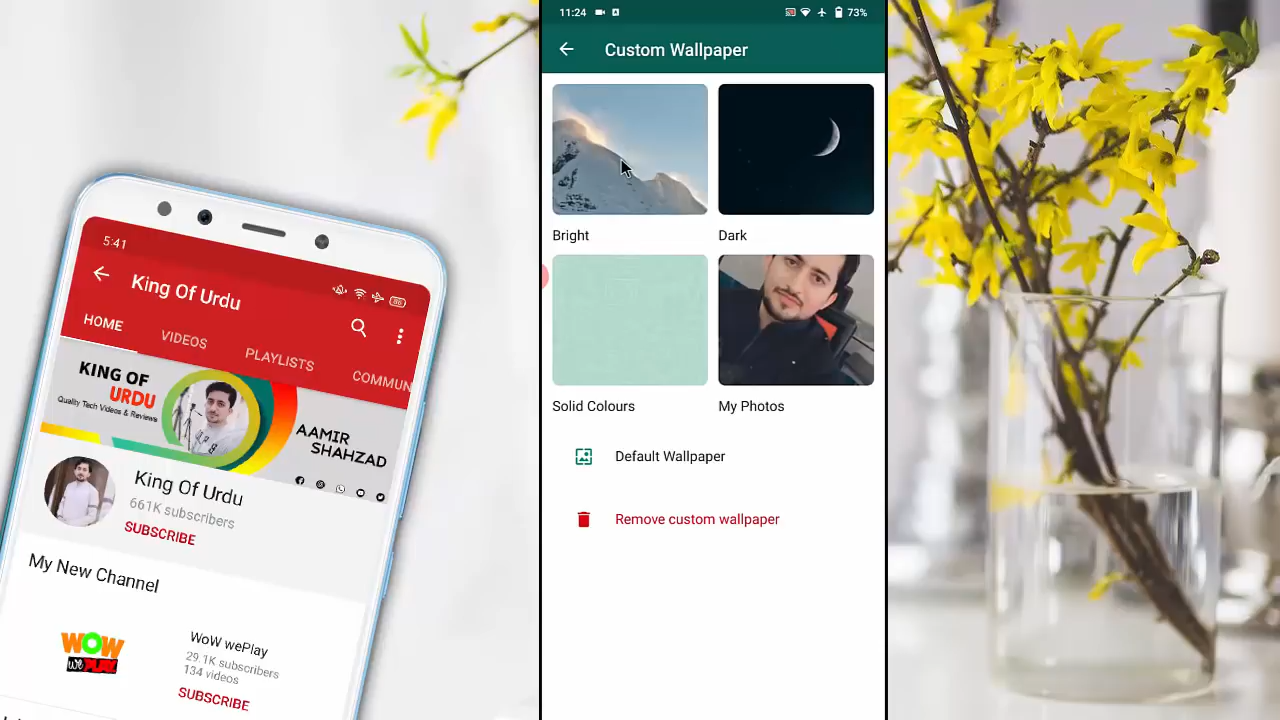 5:41
King Of Urdu
HOME
VIDEOS
PLAYLISTS
COMMUN
KING OF
URDU
Quality Tech Videos & Reviews
AAMIR
SHAHZAD
King Of Urdu
661K subscribers
SUBSCRIBE
My New Channel
WOW
wePLAY
WoW wePlay
29.1K subscribers
134 videos
SUBSCRIBE
11:24
73%
Custom Wallpaper
Bright
Dark
Solid Colours
My Photos
Default Wallpaper
Remove custom wallpaper